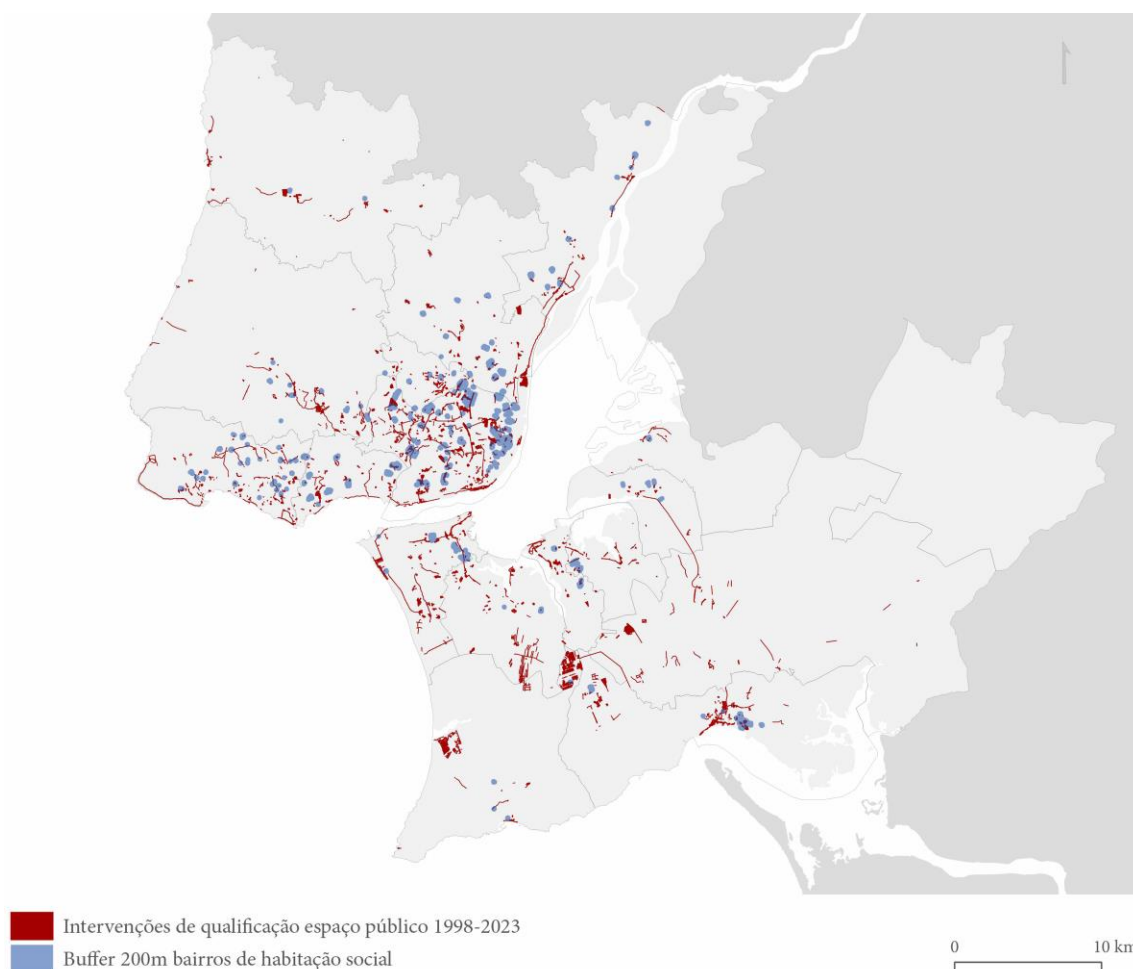 Intervenções de qualificação espaço público 1998-2023
Buffer 200m bairros de habitação social
0 10 km